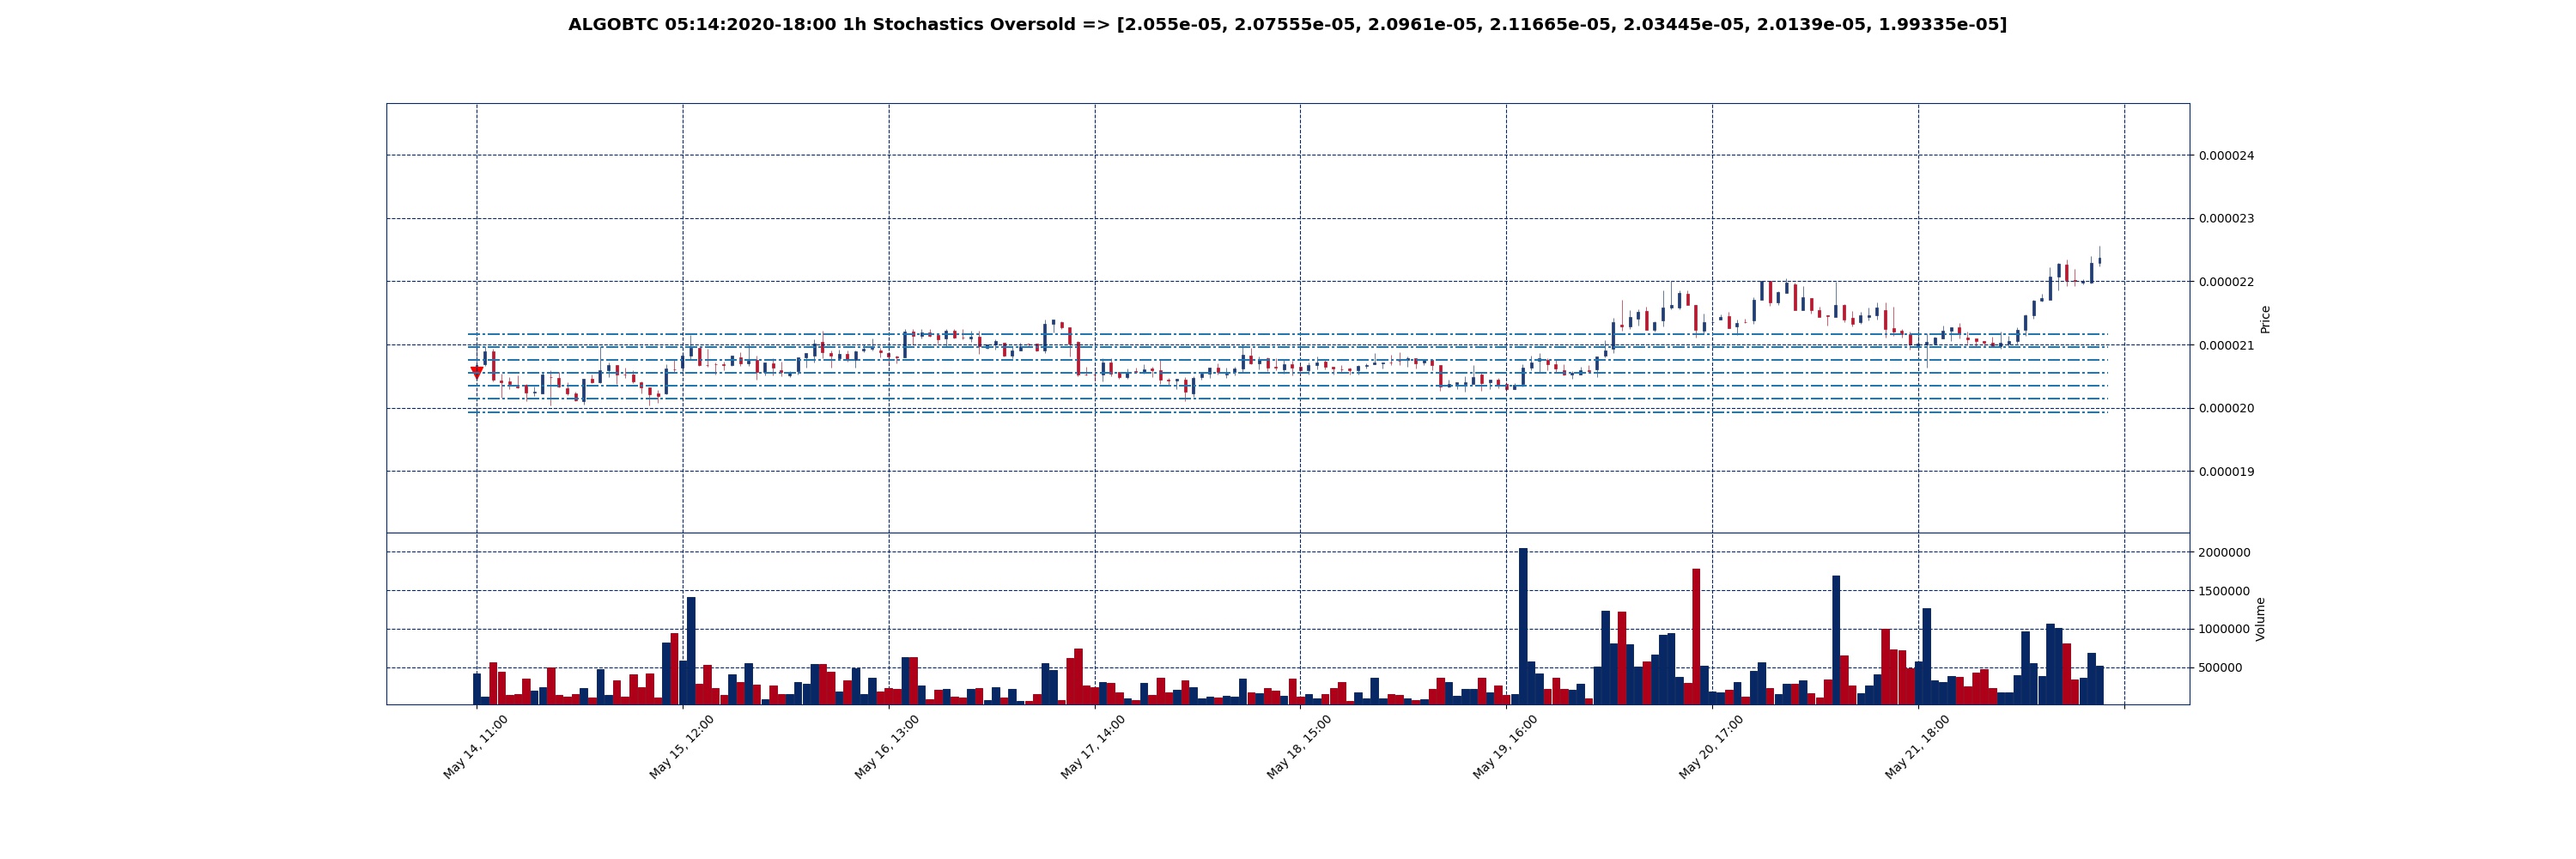 ALGOBTC 05:14:2020-18:00 1h Stochastics Oversold => [2.055e-05, 2.07555e-05, 2.0961e-05, 2.11665e-05, 2.03445e-05, 2.0139e-05, 1.99335e-05]
0.000024
0.000023
0.000022
0.000021
0.000020
0.000019
Price
2000000
1500000
1000000
500000
Volume
May 14, 11:00
May 15, 12:00
May 16, 13:00
May 17, 14:00
May 18, 15:00
May 19, 16:00
May 20, 17:00
May 21, 18:00